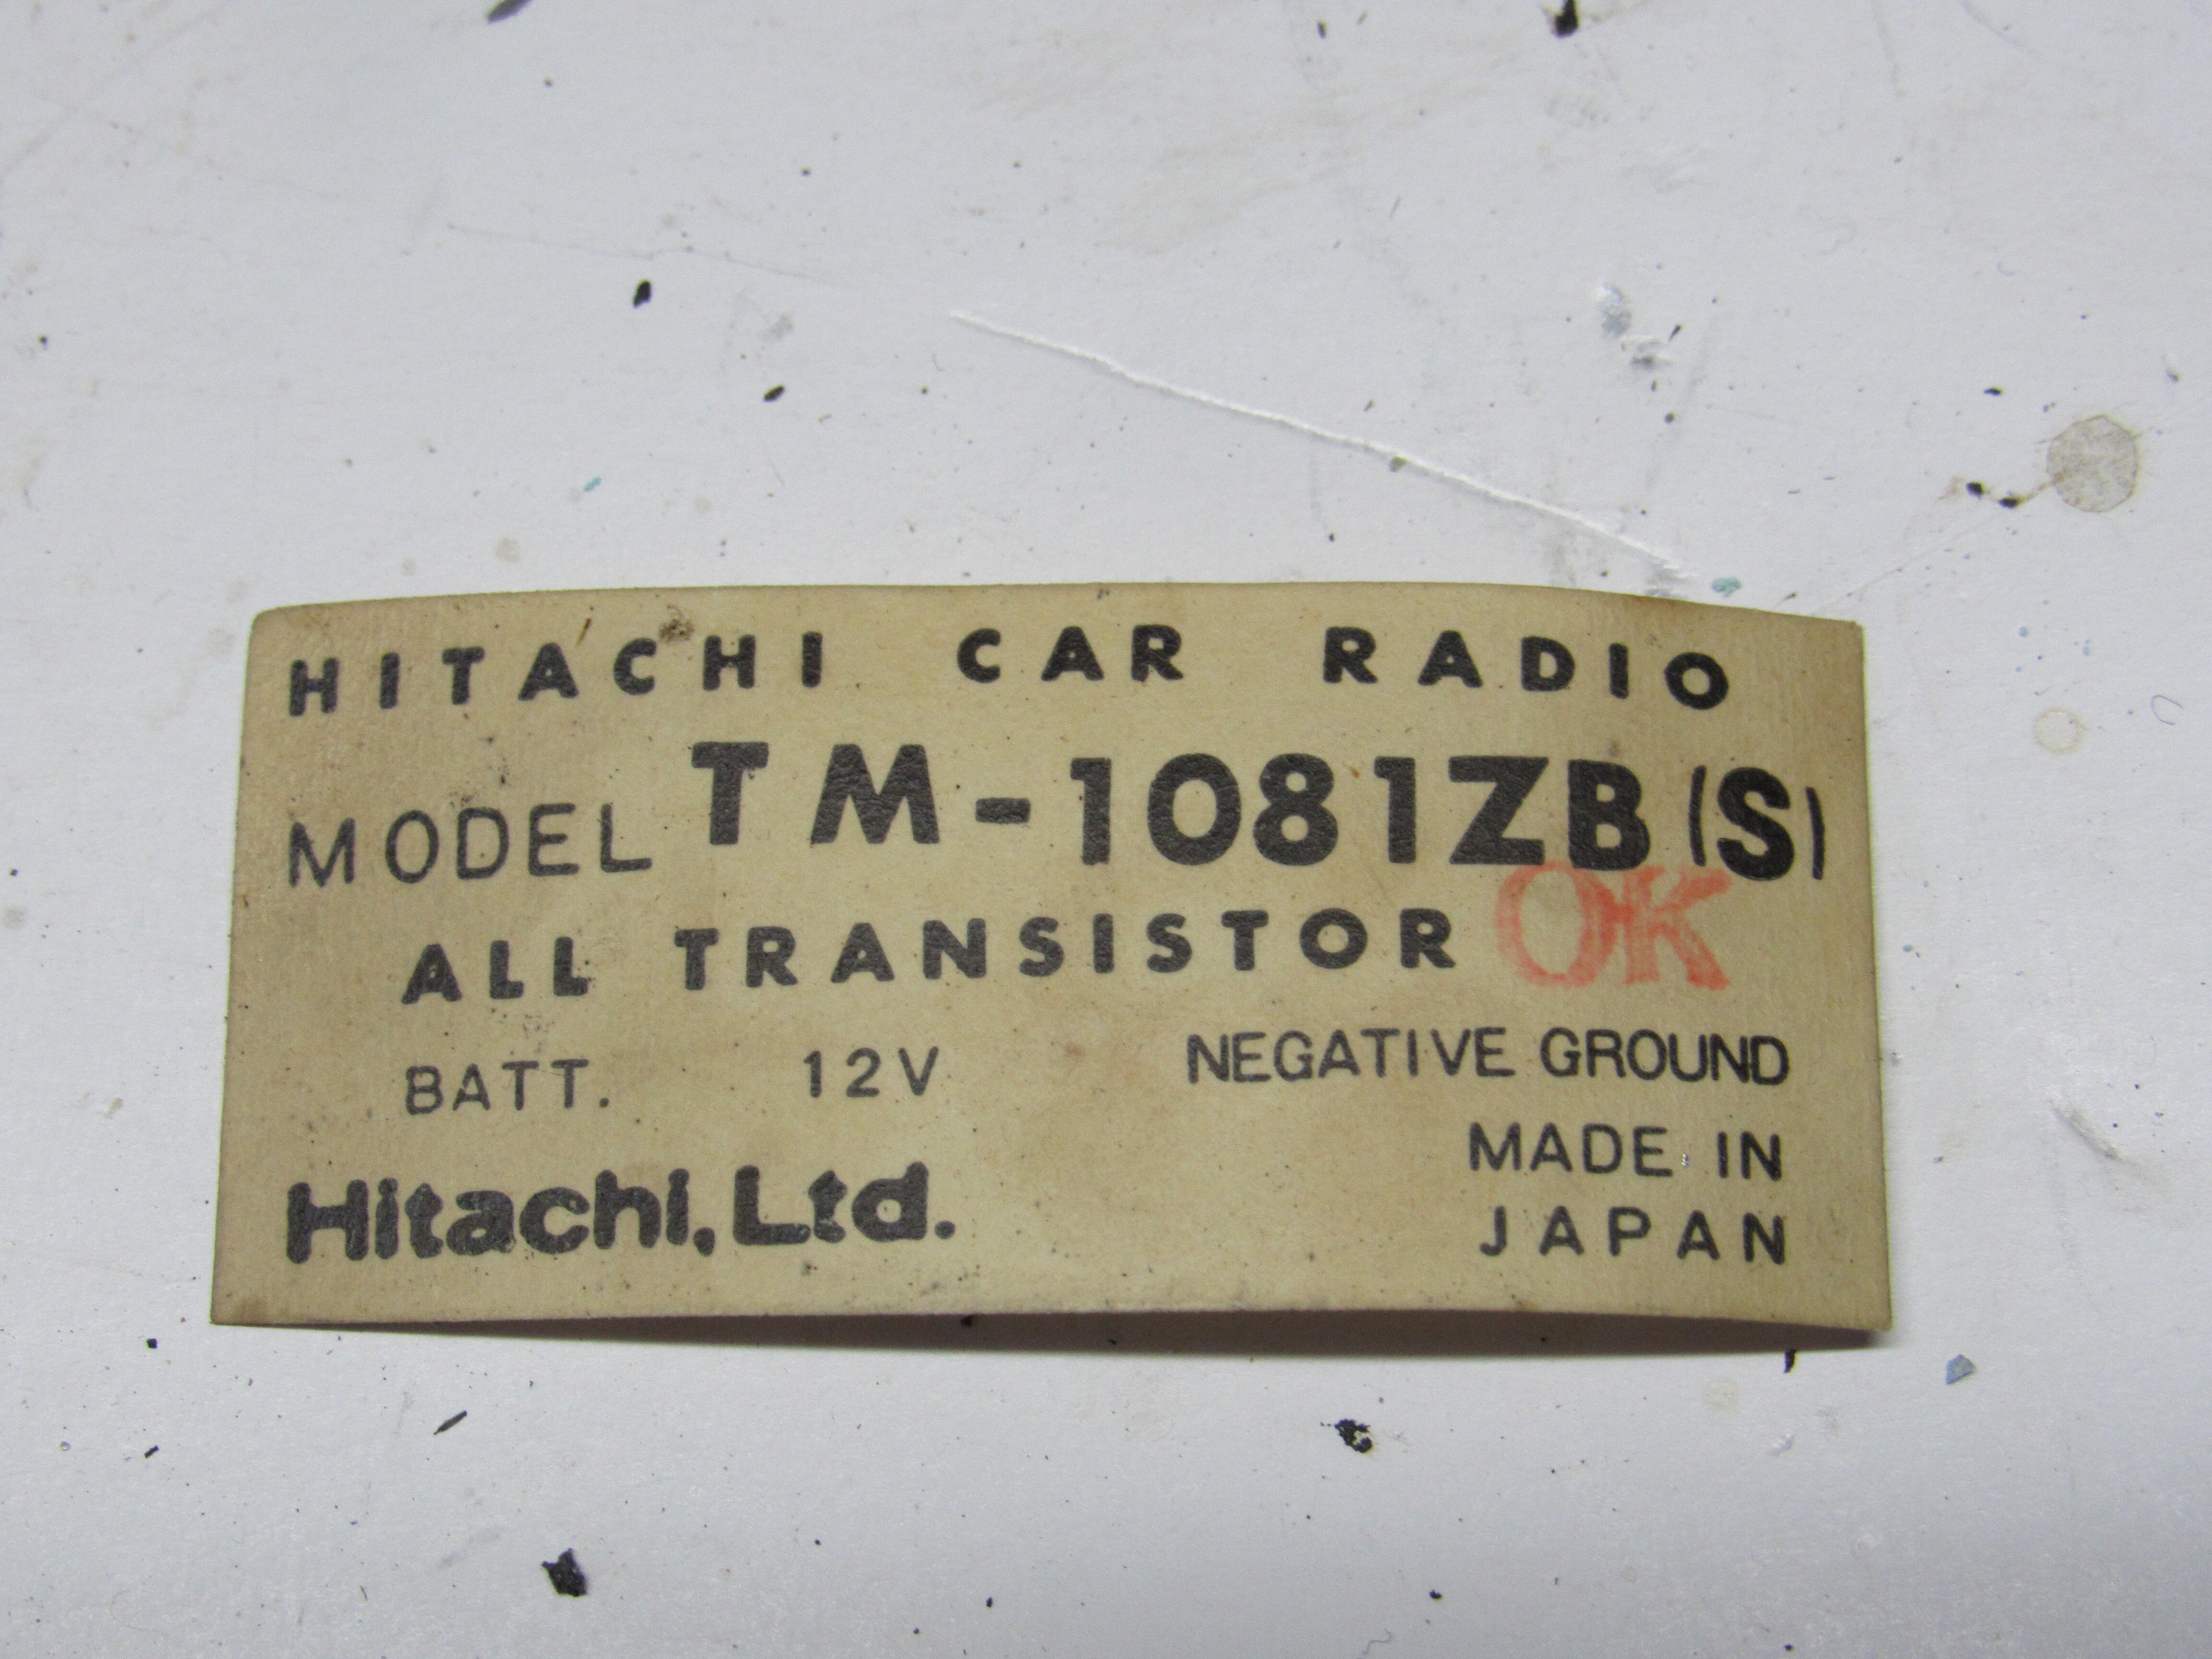 HITACHI CAR RADIO
MODEL TM-1081ZB(S)
ALL TRANSISTOR OK
BATT. 12V NEGATIVE GROUND
Hitachi, Ltd. MADE IN
JAPAN